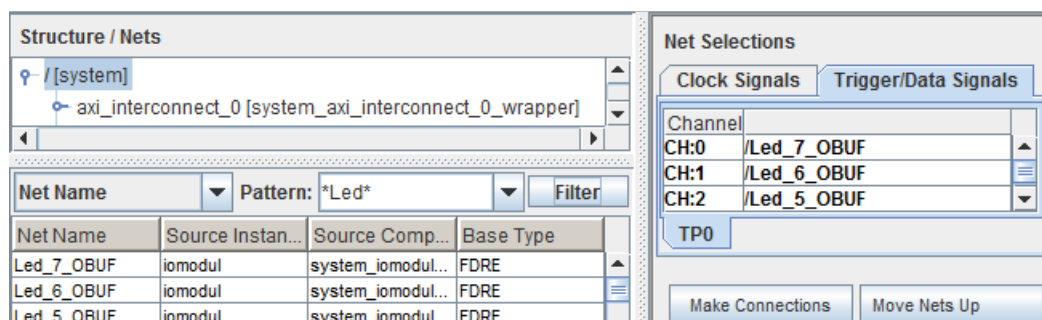 Structure / Nets
/ [system]
axi_interconnect_0 [system_axi_interconnect_0_wrapper]
Net Name Pattern: *Led* Filter
Net Name Source Instan... Source Comp... Base Type
Led_7_OBUF iomodul system_iomodul... FDRE
Led_6_OBUF iomodul system_iomodul... FDRE
Led_5_OBUF iomodul system_iomodul... FDRE
Net Selections
Clock Signals Trigger/Data Signals
Channel
CH:0 /Led_7_OBUF
CH:1 /Led_6_OBUF
CH:2 /Led_5_OBUF
TP0
Make Connections Move Nets Up